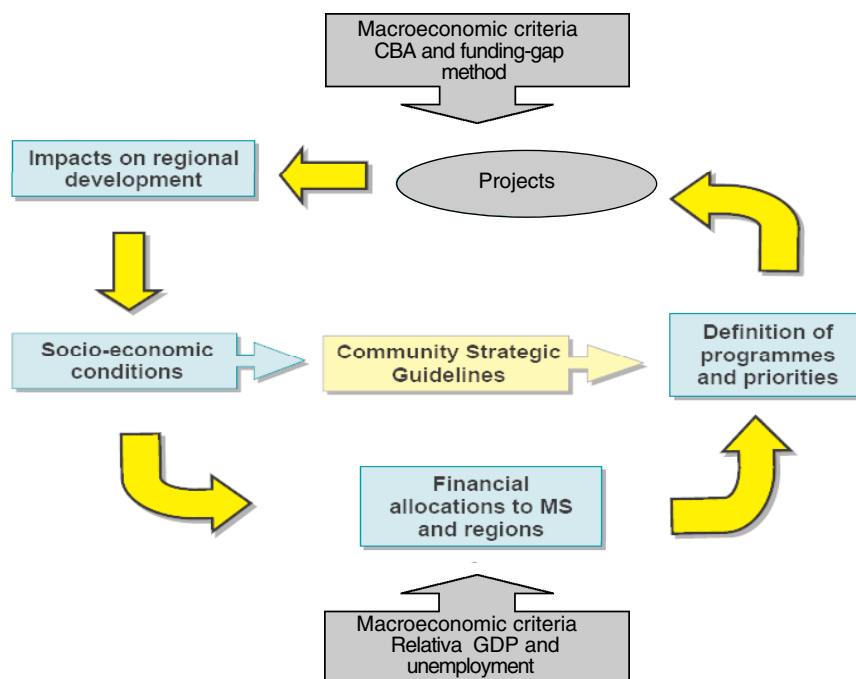 Macroeconomic criteria
CBA and funding-gap
method
Impacts on regional
development
Projects
Socio-economic
conditions
Community Strategic
Guidelines
Definition of
programmes
and priorities
Financial
allocations to MS
and regions
Macroeconomic criteria
Relativa GDP and
unemployment